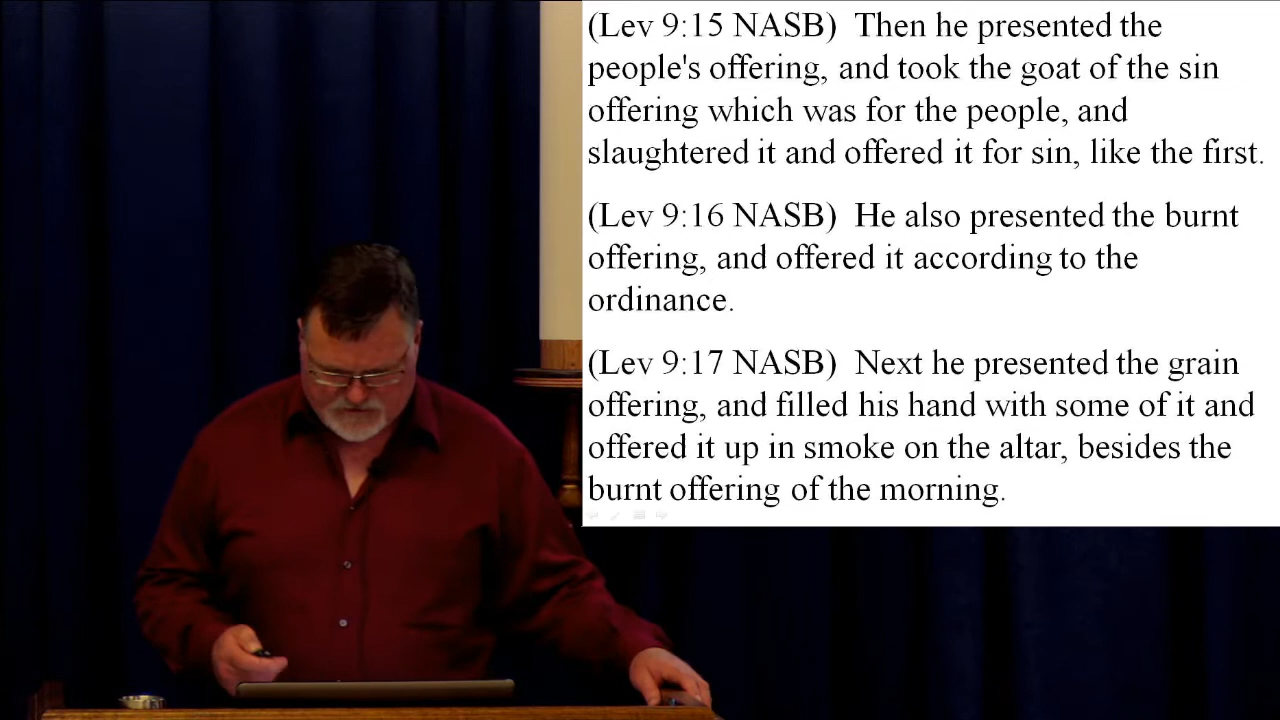 (Lev 9:15 NASB)  Then he presented the
people's offering, and took the goat of the sin
offering which was for the people, and
slaughtered it and offered it for sin, like the first.
(Lev 9:16 NASB)  He also presented the burnt
offering, and offered it according to the
ordinance.
(Lev 9:17 NASB)  Next he presented the grain
offering, and filled his hand with some of it and
offered it up in smoke on the altar, besides the
burnt offering of the morning.